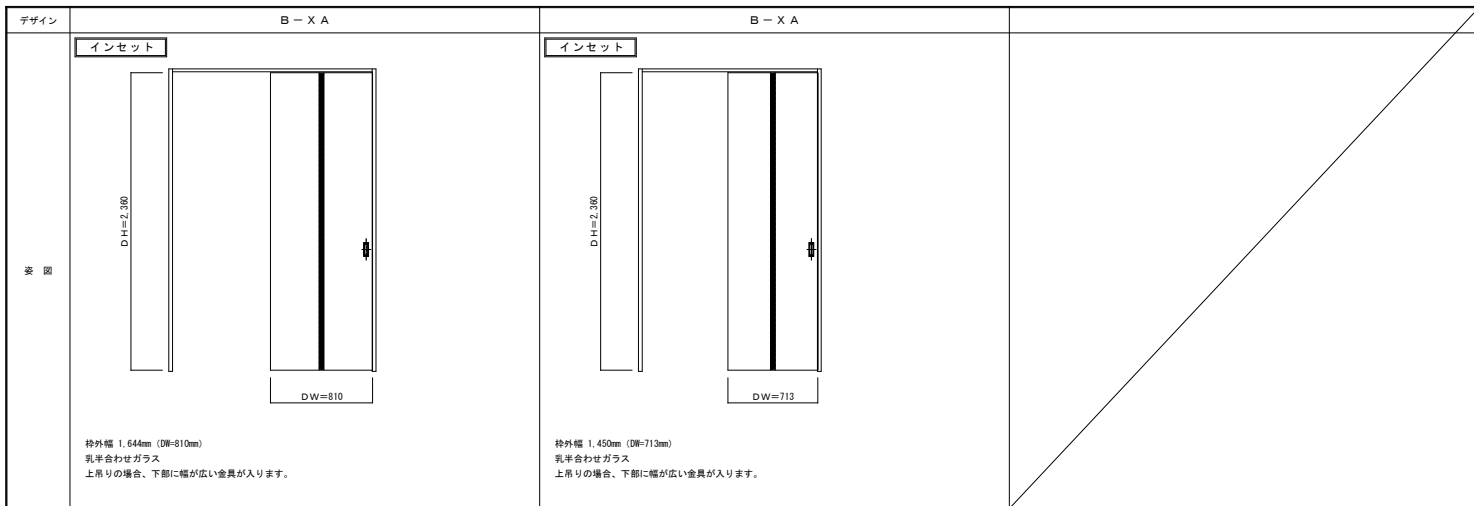 デザイン
B－XA
B－XA
インセット
インセット
DH＝2,360
DH＝2,360
姿 図
DW＝810
DW＝713
枠外幅 1,644mm (DW=810mm)
乳半合わせガラス
上吊りの場合、下部に幅が広い金具が入ります。
枠外幅 1,450mm (DW=713mm)
乳半合わせガラス
上吊りの場合、下部に幅が広い金具が入ります。